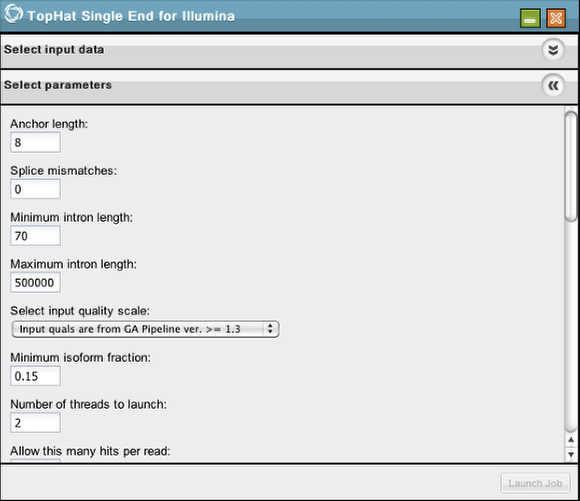 TopHat Single End for Illumina
Select input data
Select parameters
Anchor length:
8
Splice mismatches:
0
Minimum intron length:
70
Maximum intron length:
500000
Select input quality scale:
Input quals are from GA Pipeline ver. >= 1.3
Minimum isoform fraction:
0.15
Number of threads to launch:
2
Allow this many hits per read:
Launch Job